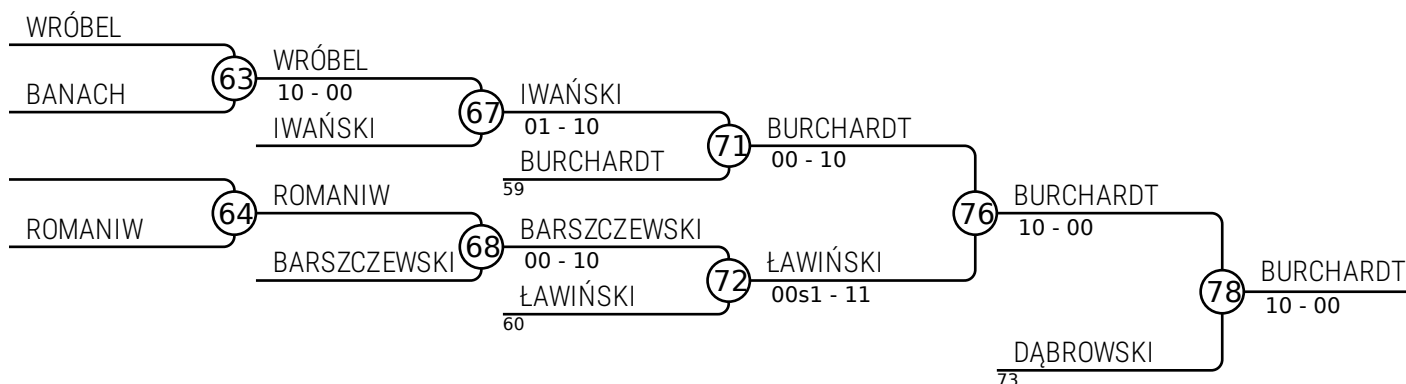 WRÓBEL
63
WRÓBEL
10 - 00
BANACH
67
IWAŃSKI
01 - 10
IWAŃSKI
71
BURCHARDT
00 - 10
BURCHARDT
59
ROMANIW
64
ROMANIW
76
BURCHARDT
10 - 00
BARSZCZEWSKI
68
BARSZCZEWSKI
00 - 10
72
ŁAWIŃSKI
00s1 - 11
ŁAWIŃSKI
60
78
BURCHARDT
10 - 00
DĄBROWSKI
73